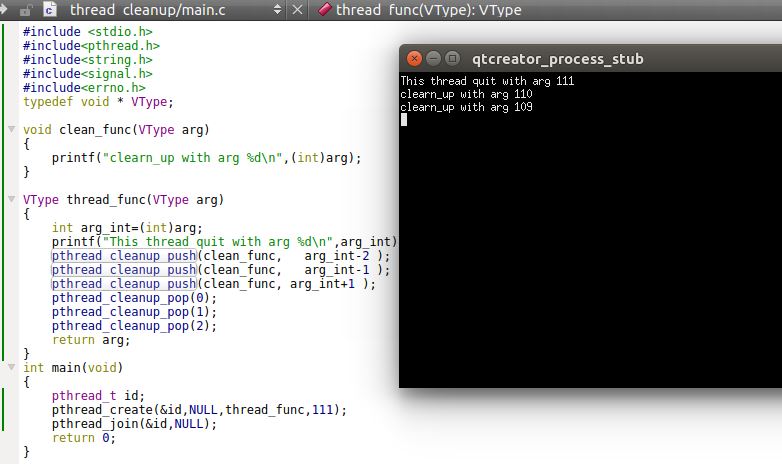 thread_cleanup/main.c thread_func(VType): VType
#include <stdio.h>
#include<pthread.h>
#include<string.h>
#include<signal.h>
#include<errno.h>
typedef void * VType;
void clean_func(VType arg)
{
printf("clearn_up with arg %d\n",(int)arg);
}
VType thread_func(VType arg)
{
int arg_int=(int)arg;
printf("This thread quit with arg %d\n",arg_int)
pthread_cleanup_push(clean_func, arg_int-2 );
pthread_cleanup_push(clean_func, arg_int-1 );
pthread_cleanup_push(clean_func, arg_int+1 );
pthread_cleanup_pop(0);
pthread_cleanup_pop(1);
pthread_cleanup_pop(2);
return arg;
}
int main(void)
{
pthread_t id;
pthread_create(&id,NULL,thread_func,111);
pthread_join(&id,NULL);
return 0;
}
qtcreator_process_stub
This thread quit with arg 111
clearn_up with arg 110
clearn_up with arg 109